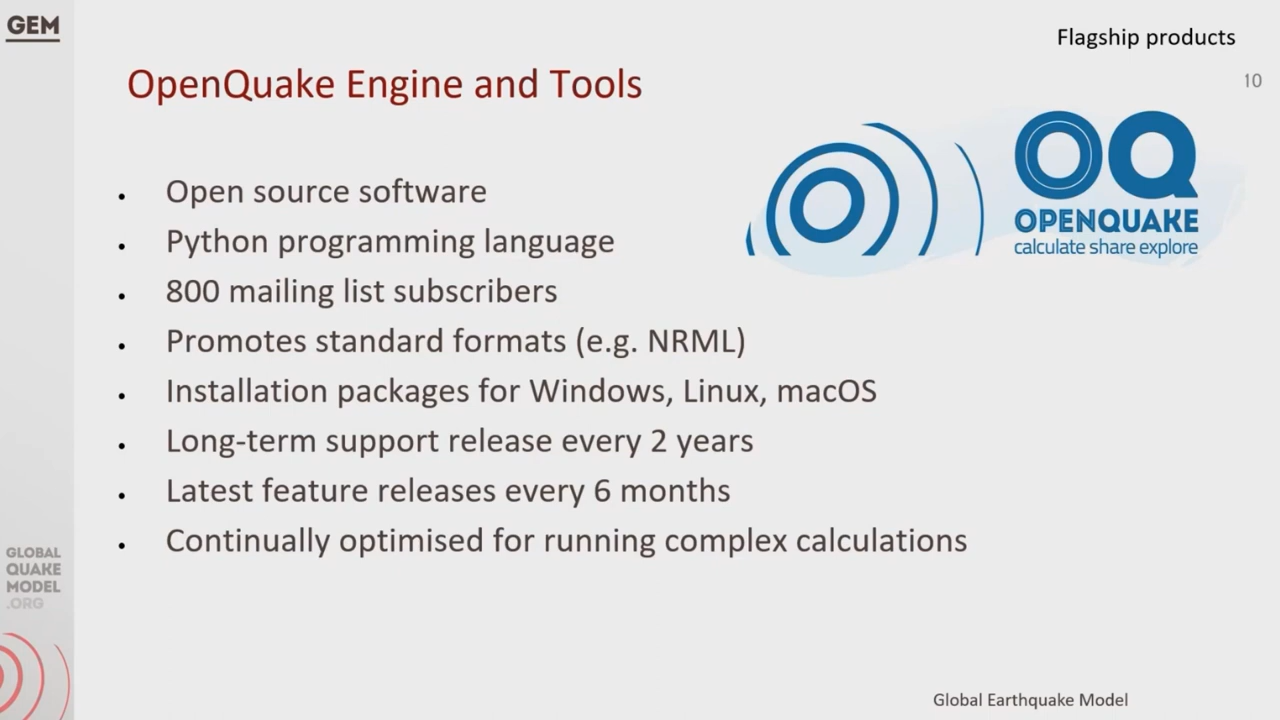 GEM
Flagship products
10
OpenQuake Engine and Tools
OQ
OPENQUAKE
calculate share explore
• Open source software
• Python programming language
• 800 mailing list subscribers
• Promotes standard formats (e.g. NRML)
• Installation packages for Windows, Linux, macOS
• Long-term support release every 2 years
• Latest feature releases every 6 months
• Continually optimised for running complex calculations
GLOBAL
QUAKE
MODEL
.ORG
Global Earthquake Model